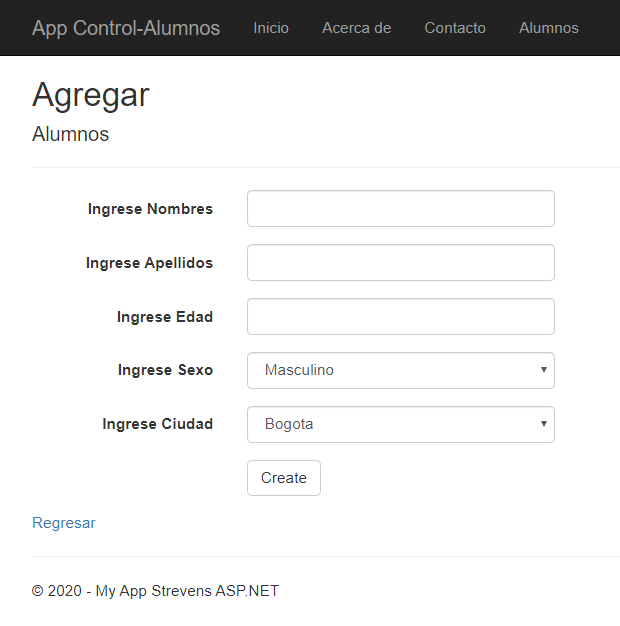 App Control-Alumnos Inicio Acerca de Contacto Alumnos
Agregar
Alumnos
Ingrese Nombres
Ingrese Apellidos
Ingrese Edad
Ingrese Sexo Masculino
Ingrese Ciudad Bogota
Create
Regresar
© 2020 - My App Strevens ASP.NET